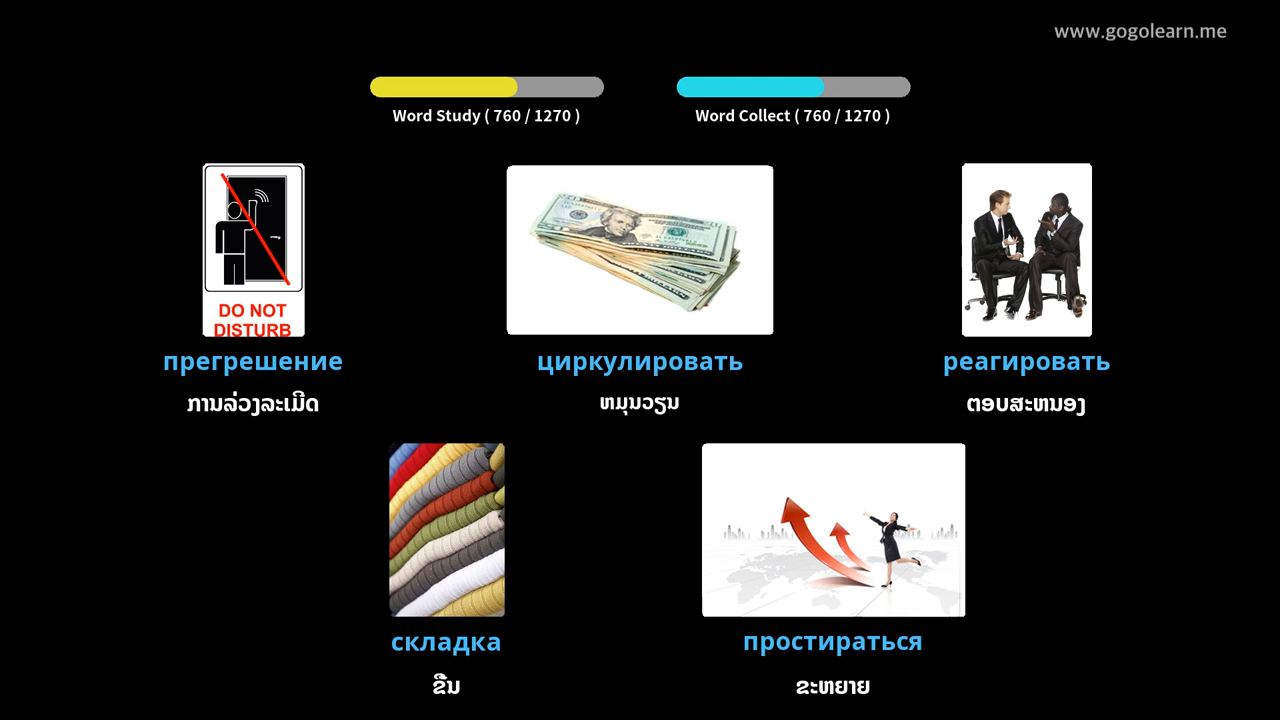 www.gogolearn.me
Word Study ( 760 / 1270 )
Word Collect ( 760 / 1270 )
DO NOT
DISTURB
прегрешение
циркулировать
реагировать
ການລ່ວງລະເມີດ
ຫມຸນວຽນ
ຕອບສະຫນອງ
складка
простираться
ຂື້ນ
ຂະຫຍາຍ